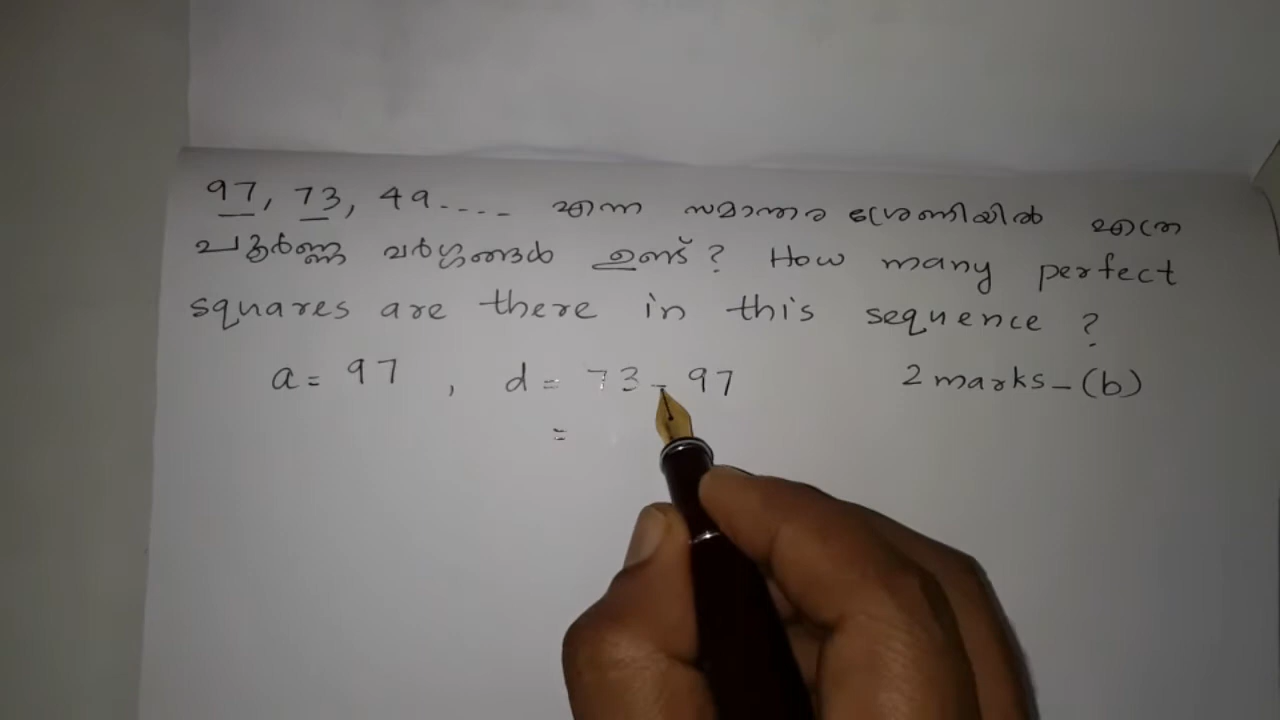 97, 73, 49.... എന്ന സമാന്തര ശ്രേണിയിൽ എത്ര
പൂർണ്ണ വർഗ്ഗങ്ങൾ ഉണ്ട്? How many perfect
squares are there in this sequence?
a = 97 , d = 73 - 97 2 marks - (b)
=